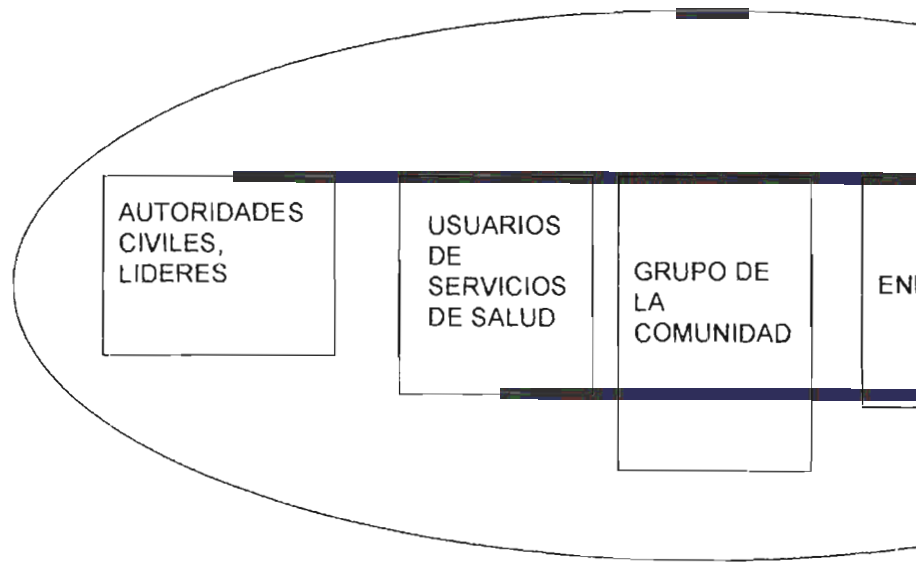 AUTORIDADES
CIVILES,
LIDERES
USUARIOS
DE
SERVICIOS
DE SALUD
GRUPO DE
LA
COMUNIDAD